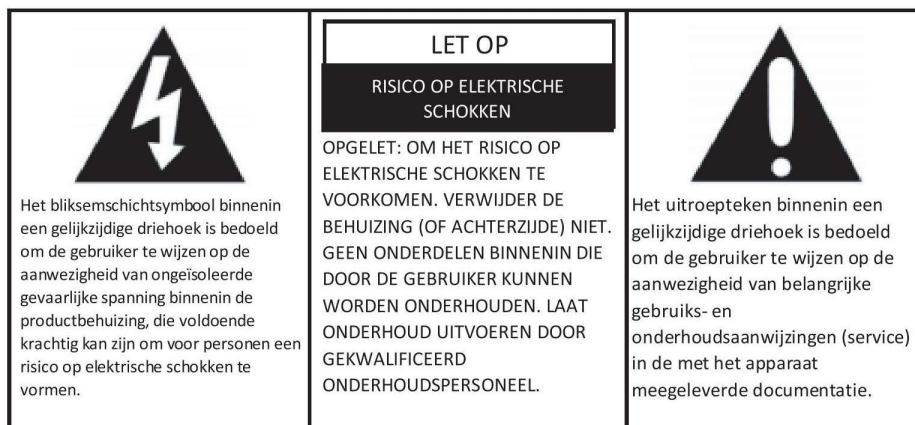 Het bliksemschichtsymbool binnenin
een gelijkzijdige driehoek is bedoeld
om de gebruiker te wijzen op de
aanwezigheid van ongeïsoleerde
gevaarlijke spanning binnenin de
productbehuizing, die voldoende
krachtig kan zijn om voor personen een
risico op elektrische schokken te
vormen.
LET OP
RISICO OP ELEKTRISCHE
SCHOKKEN
OPGELET: OM HET RISICO OP
ELEKTRISCHE SCHOKKEN TE
VOORKOMEN. VERWIJDER DE
BEHUIZING (OF ACHTERZIJDE) NIET.
GEEN ONDERDELEN BINNENIN DIE
DOOR DE GEBRUIKER KUNNEN
WORDEN ONDERHOUDEN. LAAT
ONDERHOUD UITVOEREN DOOR
GEKWALIFICEERD
ONDERHOUDSPERSONEEL.
Het uitroepteken binnenin een
gelijkzijdige driehoek is bedoeld
om de gebruiker te wijzen op de
aanwezigheid van belangrijke
gebruiks- en
onderhoudsaanwijzingen (service)
in de met het apparaat
meegeleverde documentatie.